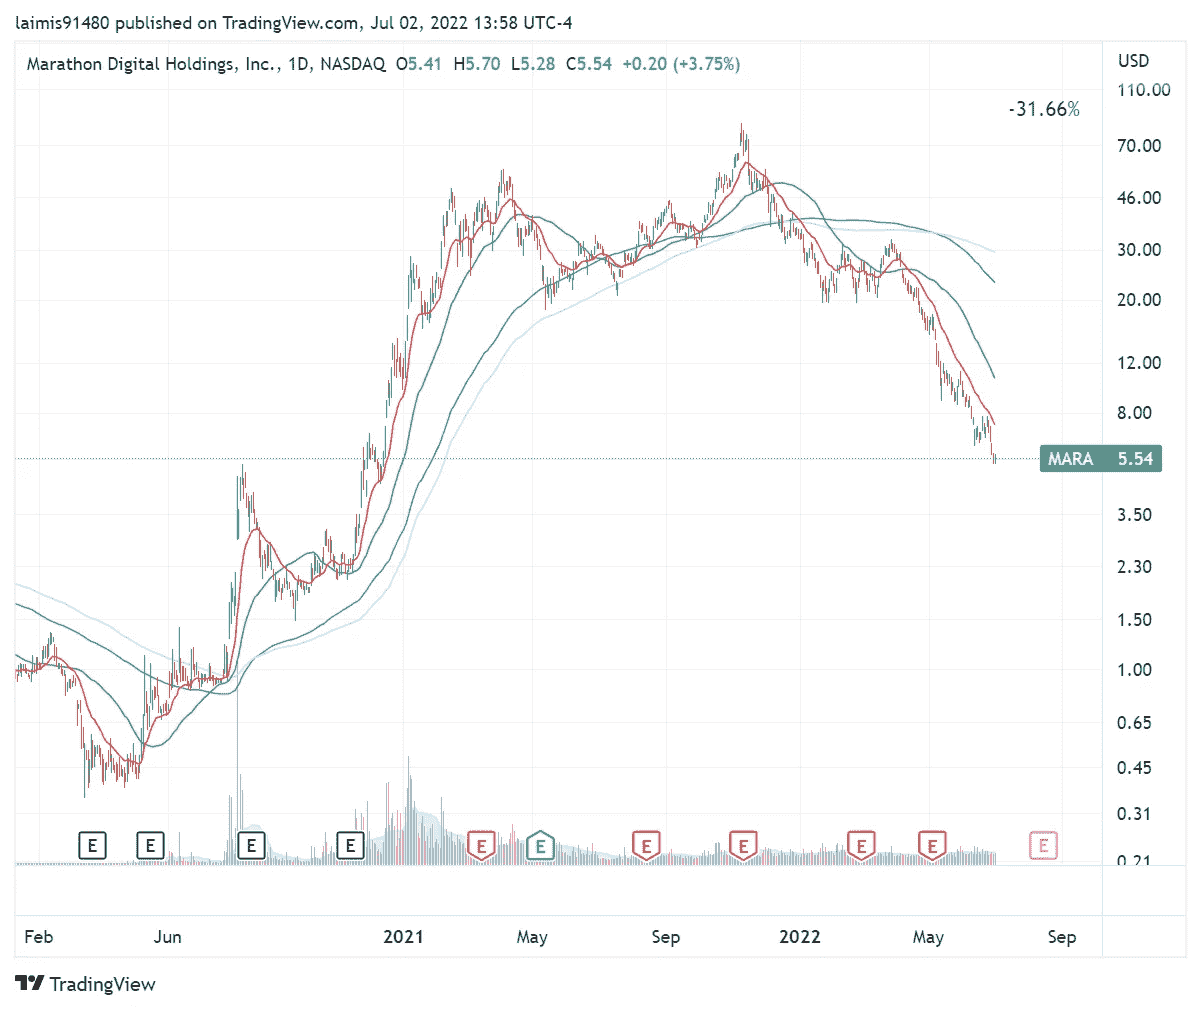 laimis91480 published on TradingView.com, Jul 02, 2022 13:58 UTC-4
Marathon Digital Holdings, Inc., 1D, NASDAQ O5.41 H5.70 L5.28 C5.54 +0.20 (+3.75%)
USD
110.00
-31.66%
70.00
46.00
30.00
20.00
12.00
8.00
MARA 5.54
3.50
2.30
1.50
1.00
0.65
0.45
0.31
E E E E E E E E E E E
0.21
Feb Jun 2021 May Sep 2022 May Sep
TradingView